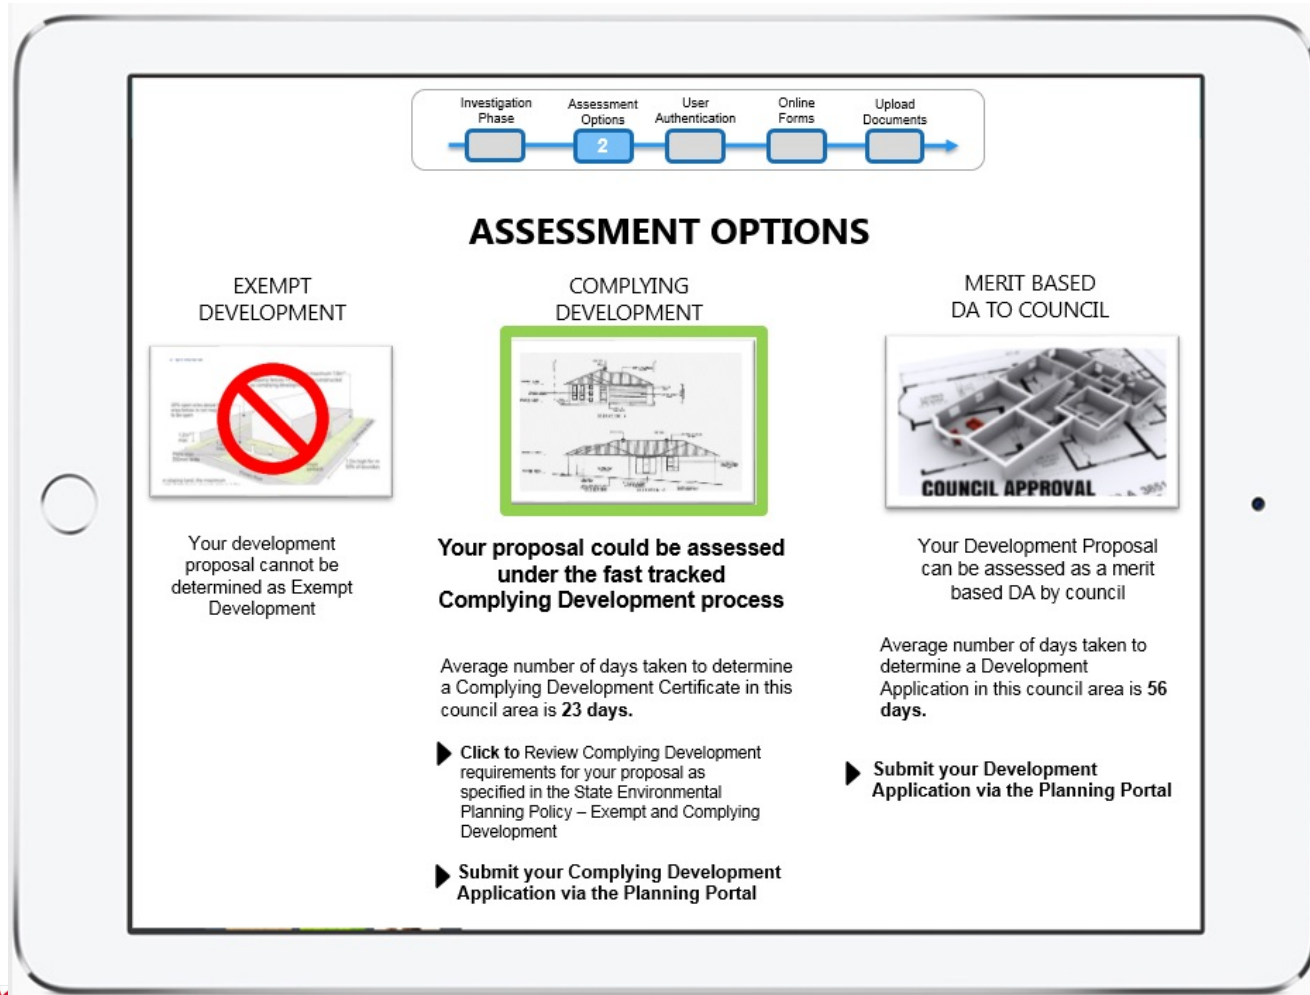 Investigation
Phase
Assessment
Options
User
Authentication
Online
Forms
Upload
Documents
2
ASSESSMENT OPTIONS
EXEMPT
DEVELOPMENT
Your development
proposal cannot be
determined as Exempt
Development
COMPLYING
DEVELOPMENT
Your proposal could be assessed
under the fast tracked
Complying Development process
Average number of days taken to determine
a Complying Development Certificate in this
council area is 23 days.
Click to Review Complying Development
requirements for your proposal as
specified in the State Environmental
Planning Policy – Exempt and Complying
Development
Submit your Complying Development
Application via the Planning Portal
MERIT BASED
DA TO COUNCIL
COUNCIL APPROVAL
Your Development Proposal
can be assessed as a merit
based DA by council
Average number of days taken to
determine a Development
Application in this council area is 56
days.
Submit your Development
Application via the Planning Portal